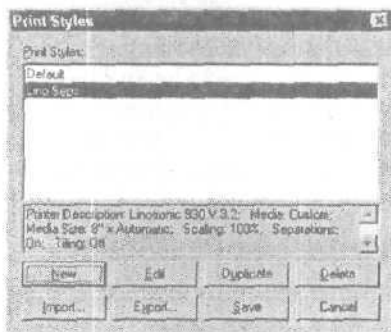 Print Styles
Print Styles:
Default
Lino Seps
Printer Description: Linotronic 930 V 3.2; Media: Custom;
Media Size: 8" x Automatic; Scaling: 100%, Separations:
On; Tiling: Off
New Edit Duplicate Delete
Import... Export... Save Cancel